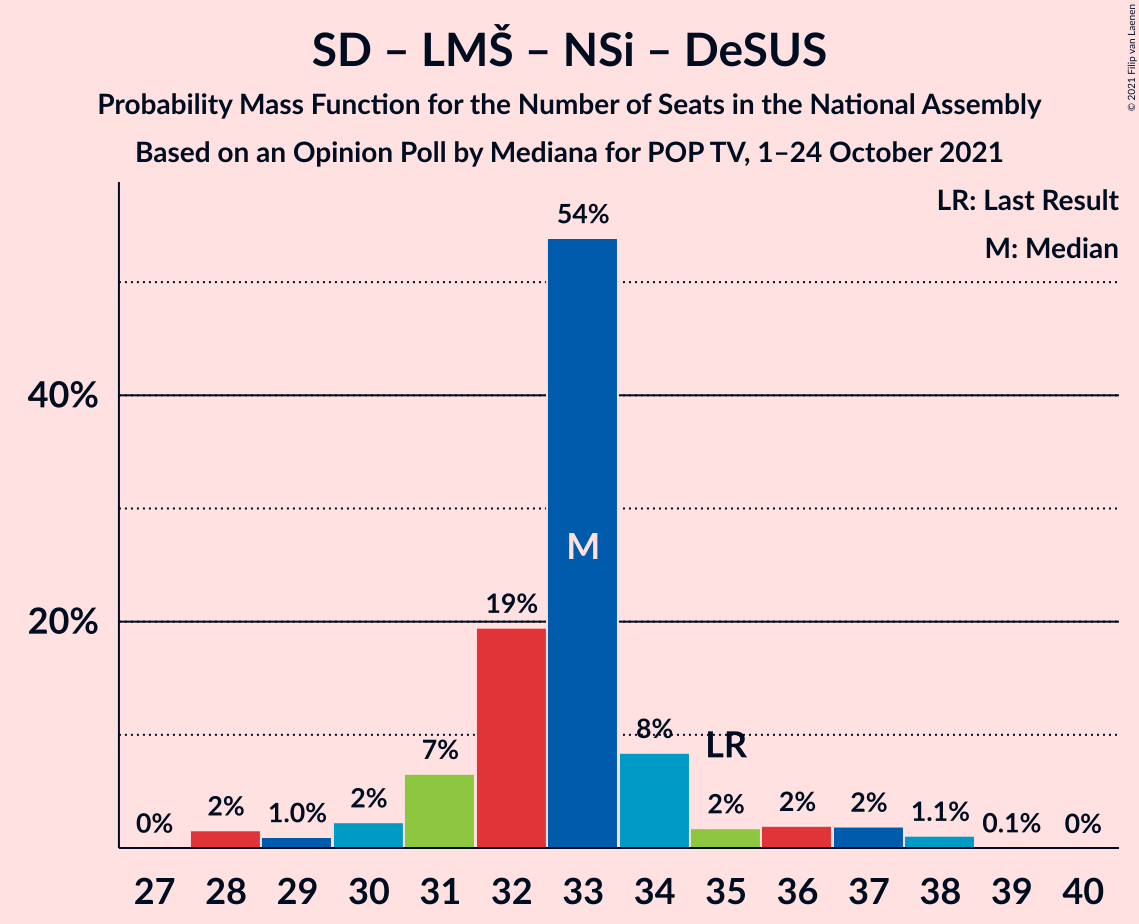 SD – LMŠ – NSi – DeSUS
Probability Mass Function for the Number of Seats in the National Assembly
Based on an Opinion Poll by Mediana for POP TV, 1–24 October 2021
© 2021 Filip van Laenen
LR: Last Result
M: Median
40%
20%
0%
2%
1.0%
2%
7%
19%
54%
M
8%
LR
2%
2%
2%
1.1%
0.1%
0%
27 28 29 30 31 32 33 34 35 36 37 38 39 40